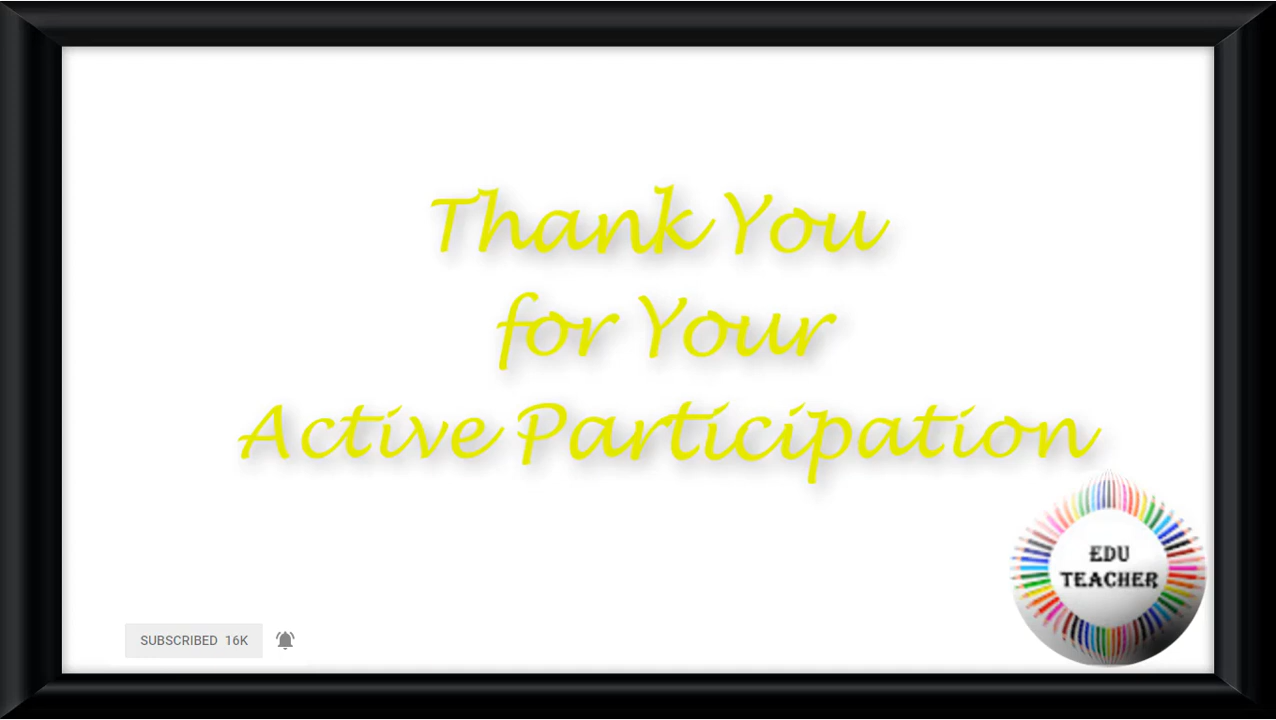 Thank You
for Your
Active Participation
EDU
TEACHER
SUBSCRIBED 16K